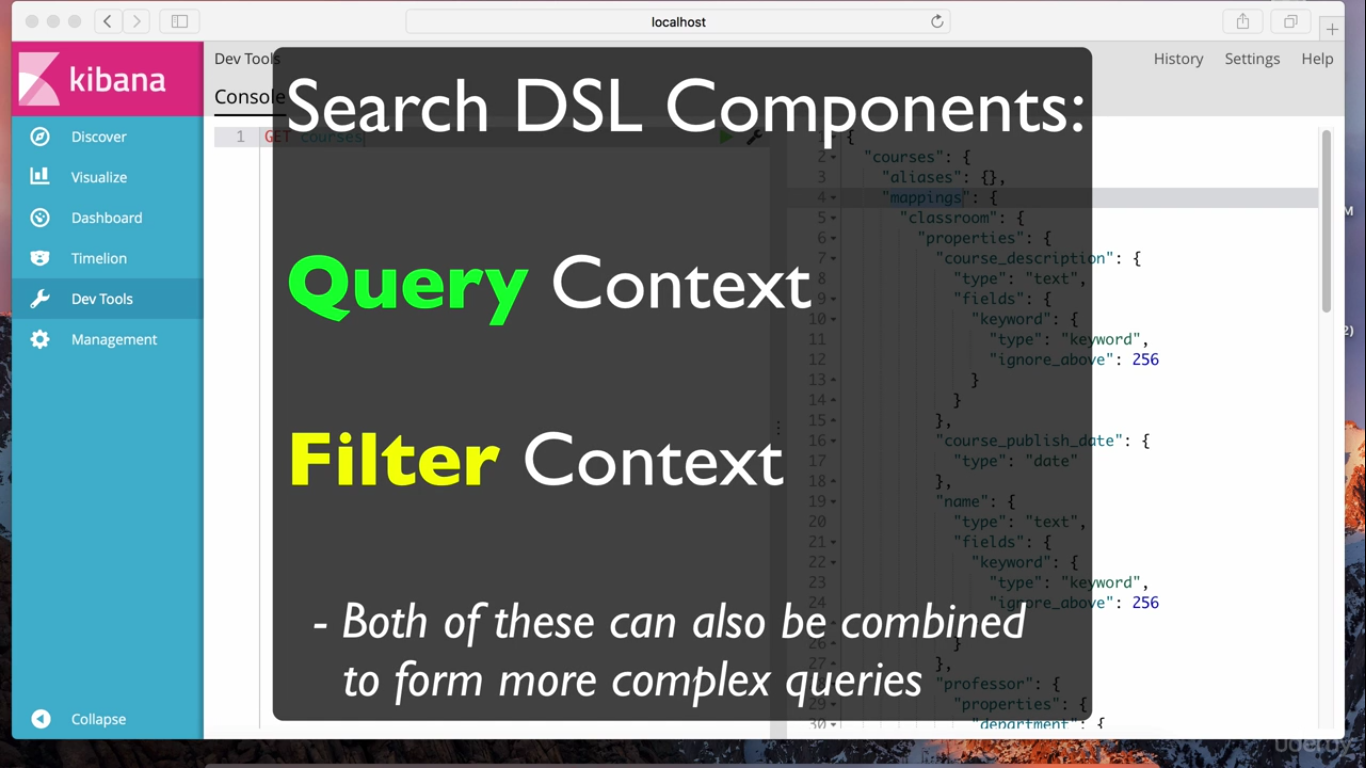 localhost
kibana
Discover
Visualize
Dashboard
Timelion
Dev Tools
Management
Collapse
Dev Tools
History Settings Help
Console
Search DSL Components:
Query Context
Filter Context
- Both of these can also be combined
to form more complex queries
1 GET courses
1 {
2 "courses": {
3 "aliases": {},
4 "mappings": {
5 "classroom": {
6 "properties": {
7 "course_description": {
8 "type": "text",
9 "fields": {
10 "keyword": {
11 "type": "keyword",
12 "ignore_above": 256
13 }
14 }
15 },
16 "course_publish_date": {
17 "type": "date"
18 },
19 "name": {
20 "type": "text",
21 "fields": {
22 "keyword": {
23 "type": "keyword",
24 "ignore_above": 256
}
26 }
27 },
"professor": {
29 "properties": {
30 "department": {
M
2)
udemy